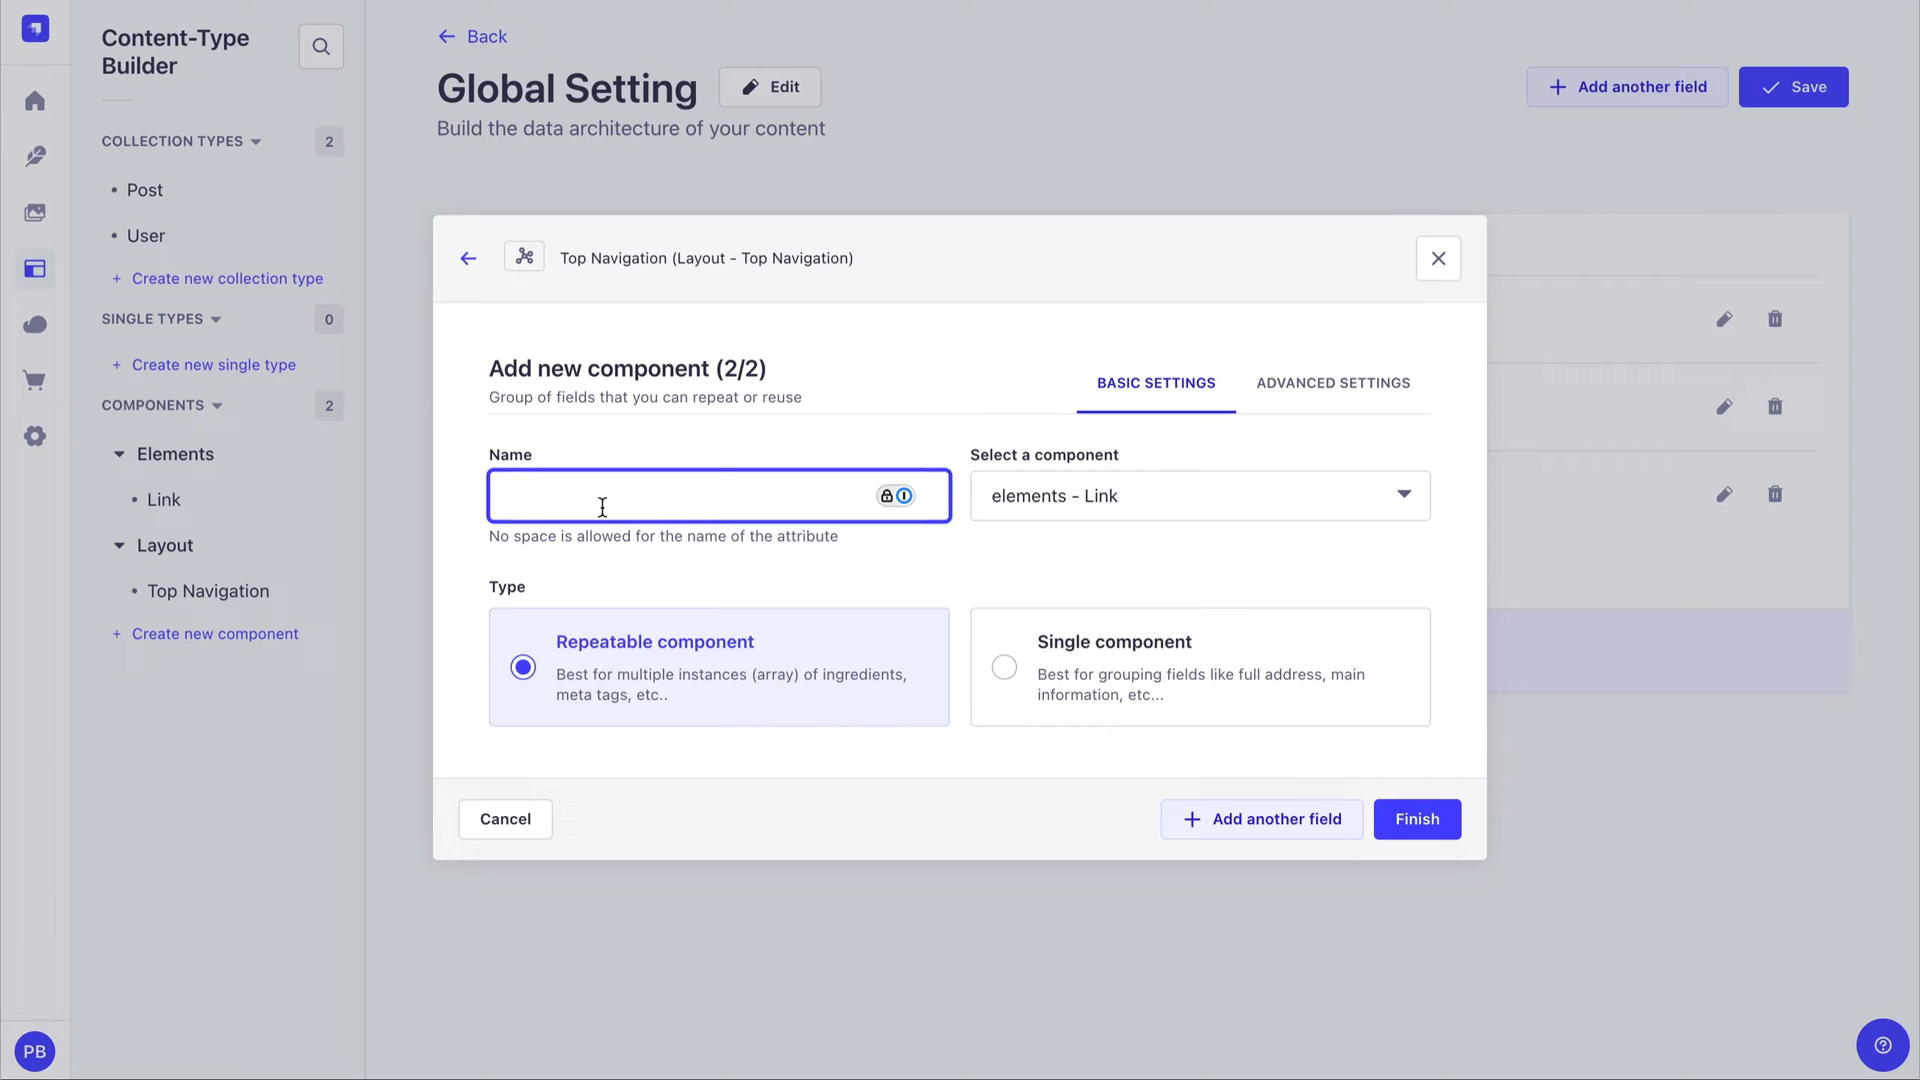 Content-Type
Builder
COLLECTION TYPES
2
Post
User
+ Create new collection type
SINGLE TYPES
0
+ Create new single type
COMPONENTS
2
Elements
Link
Layout
Top Navigation
+ Create new component
PB
Back
Global Setting
Edit
Build the data architecture of your content
Add another field
Save
Top Navigation (Layout - Top Navigation)
Add new component (2/2)
Group of fields that you can repeat or reuse
BASIC SETTINGS
ADVANCED SETTINGS
Name
No space is allowed for the name of the attribute
Select a component
elements - Link
Type
Repeatable component
Best for multiple instances (array) of ingredients,
meta tags, etc..
Single component
Best for grouping fields like full address, main
information, etc...
Cancel
Add another field
Finish